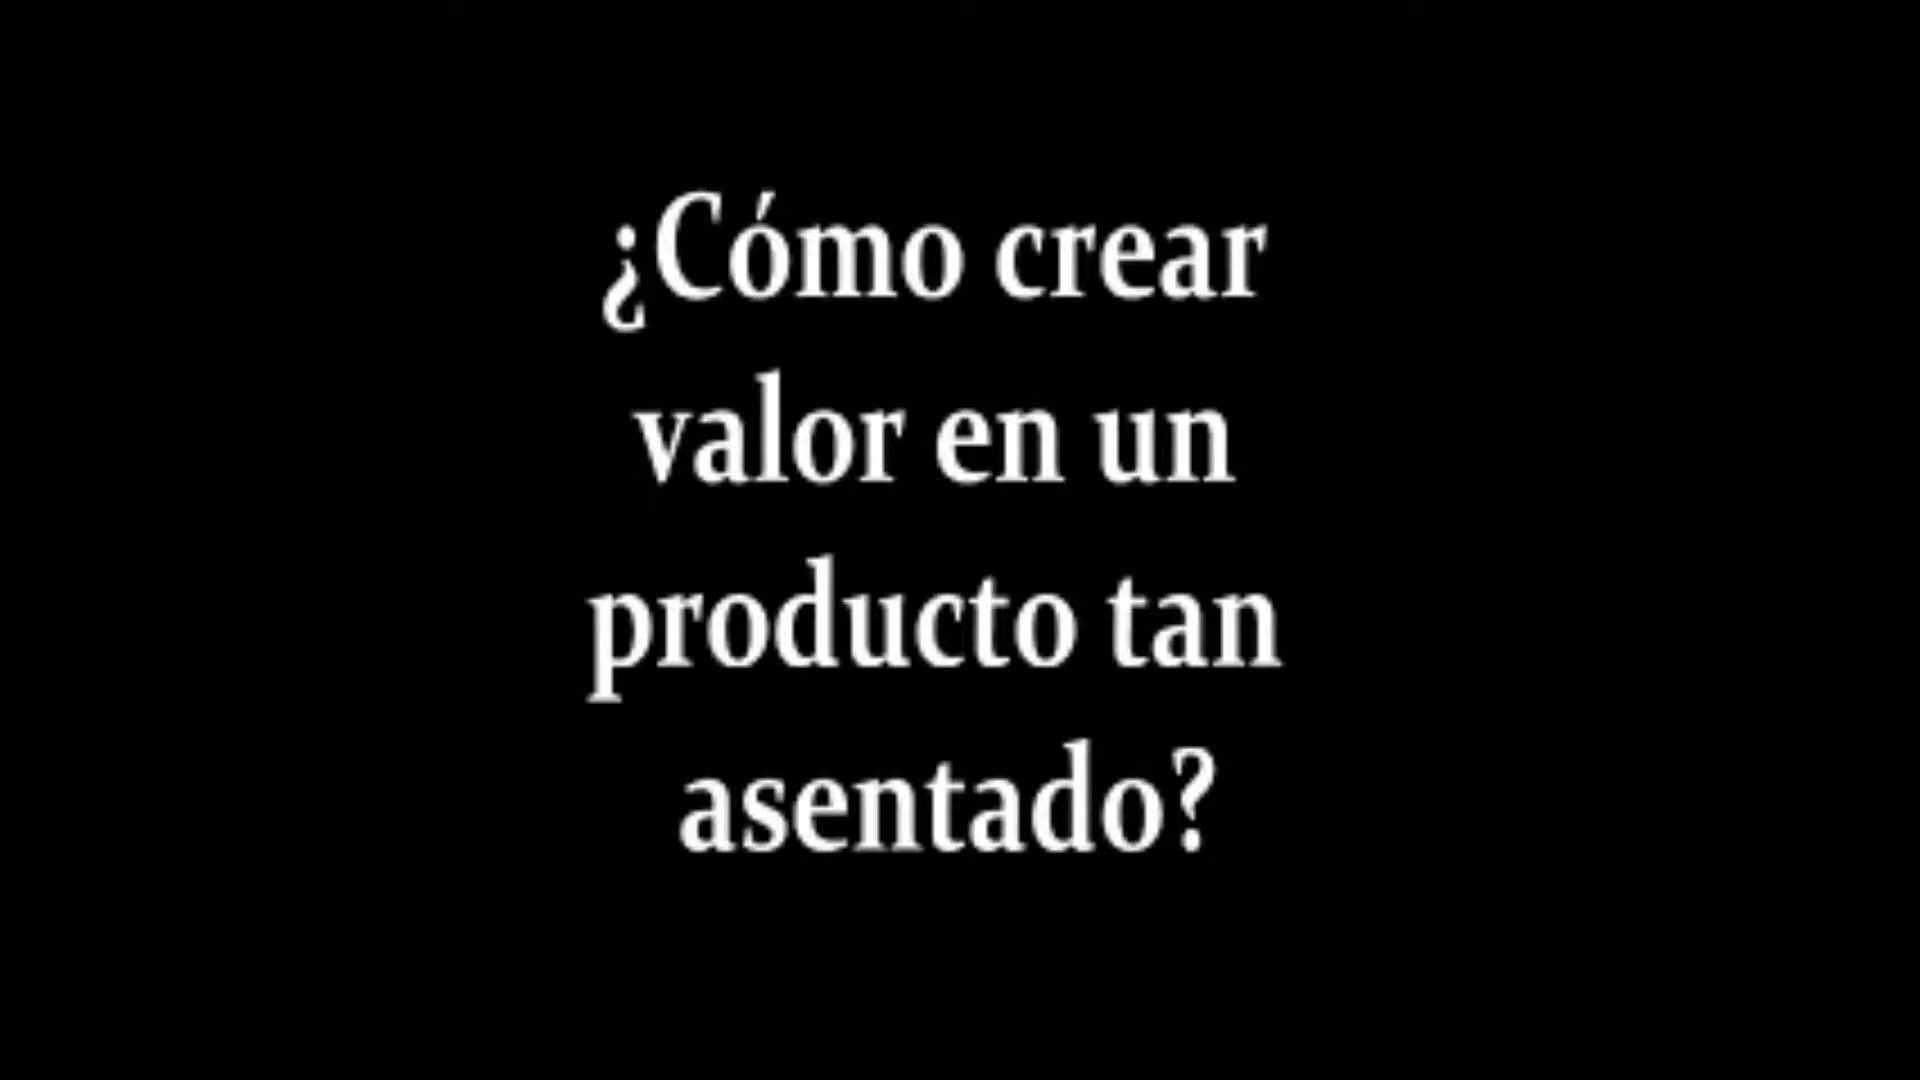 ¿Cómo crear
valor en un
producto tan
asentado?